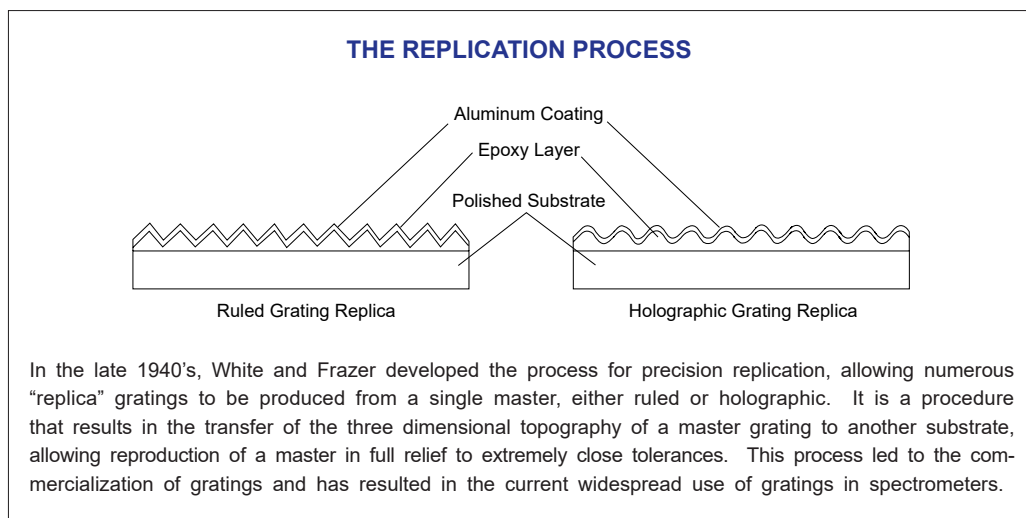 THE REPLICATION PROCESS
Aluminum Coating
Epoxy Layer
Polished Substrate
Ruled Grating Replica
Holographic Grating Replica
In the late 1940’s, White and Frazer developed the process for precision replication, allowing numerous
“replica” gratings to be produced from a single master, either ruled or holographic.  It is a procedure
that results in the transfer of the three dimensional topography of a master grating to another substrate,
allowing reproduction of a master in full relief to extremely close tolerances.  This process led to the com-
mercialization of gratings and has resulted in the current widespread use of gratings in spectrometers.